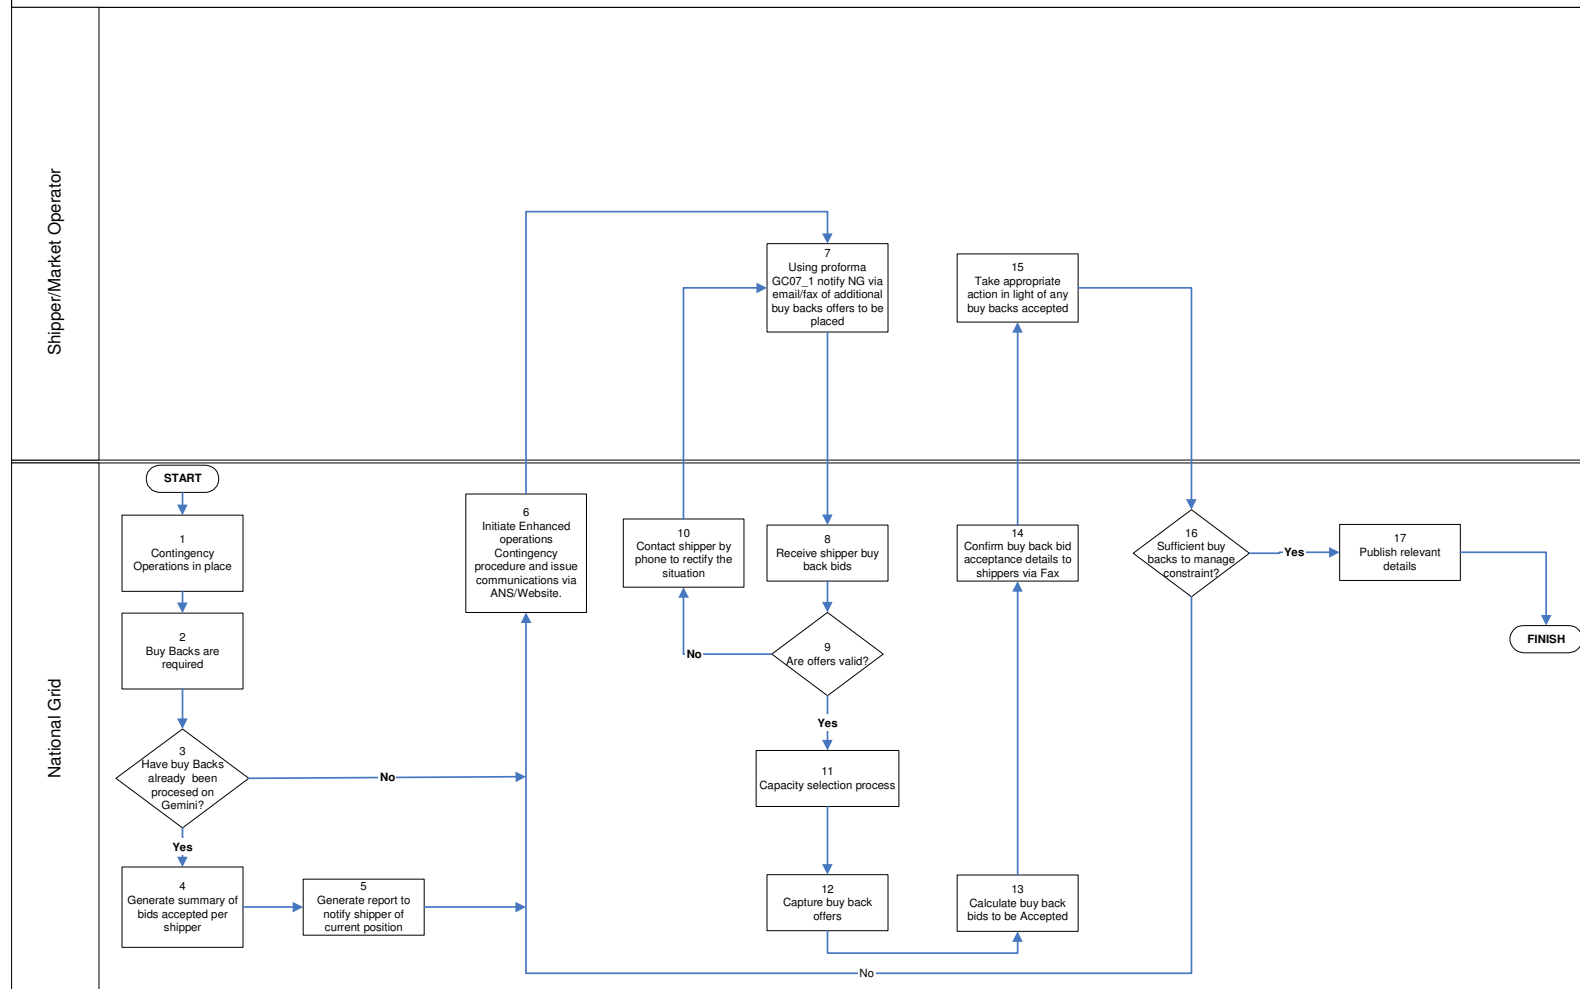 Shipper/Market Operator
7
Using proforma
GC07_1 notify NG via
email/fax of additional
buy backs offers to be
placed
15
Take appropriate
action in light of any
buy backs accepted
National Grid
START
1
Contingency
Operations in place
2
Buy Backs are
required
3
Have buy Backs
already been
procesed on
Gemini?
No
Yes
4
Generate summary of
bids accepted per
shipper
5
Generate report to
notify shipper of
current position
6
Initiate Enhanced
operations
Contingency
procedure and issue
communications via
ANS/Website.
10
Contact shipper by
phone to rectify the
situation
8
Receive shipper buy
back bids
9
Are offers valid?
No
Yes
11
Capacity selection process
12
Capture buy back
offers
13
Calculate buy back
bids to be Accepted
14
Confirm buy back bid
acceptance details to
shippers via Fax
16
Sufficient buy
backs to manage
constraint?
Yes
No
17
Publish relevant
details
FINISH